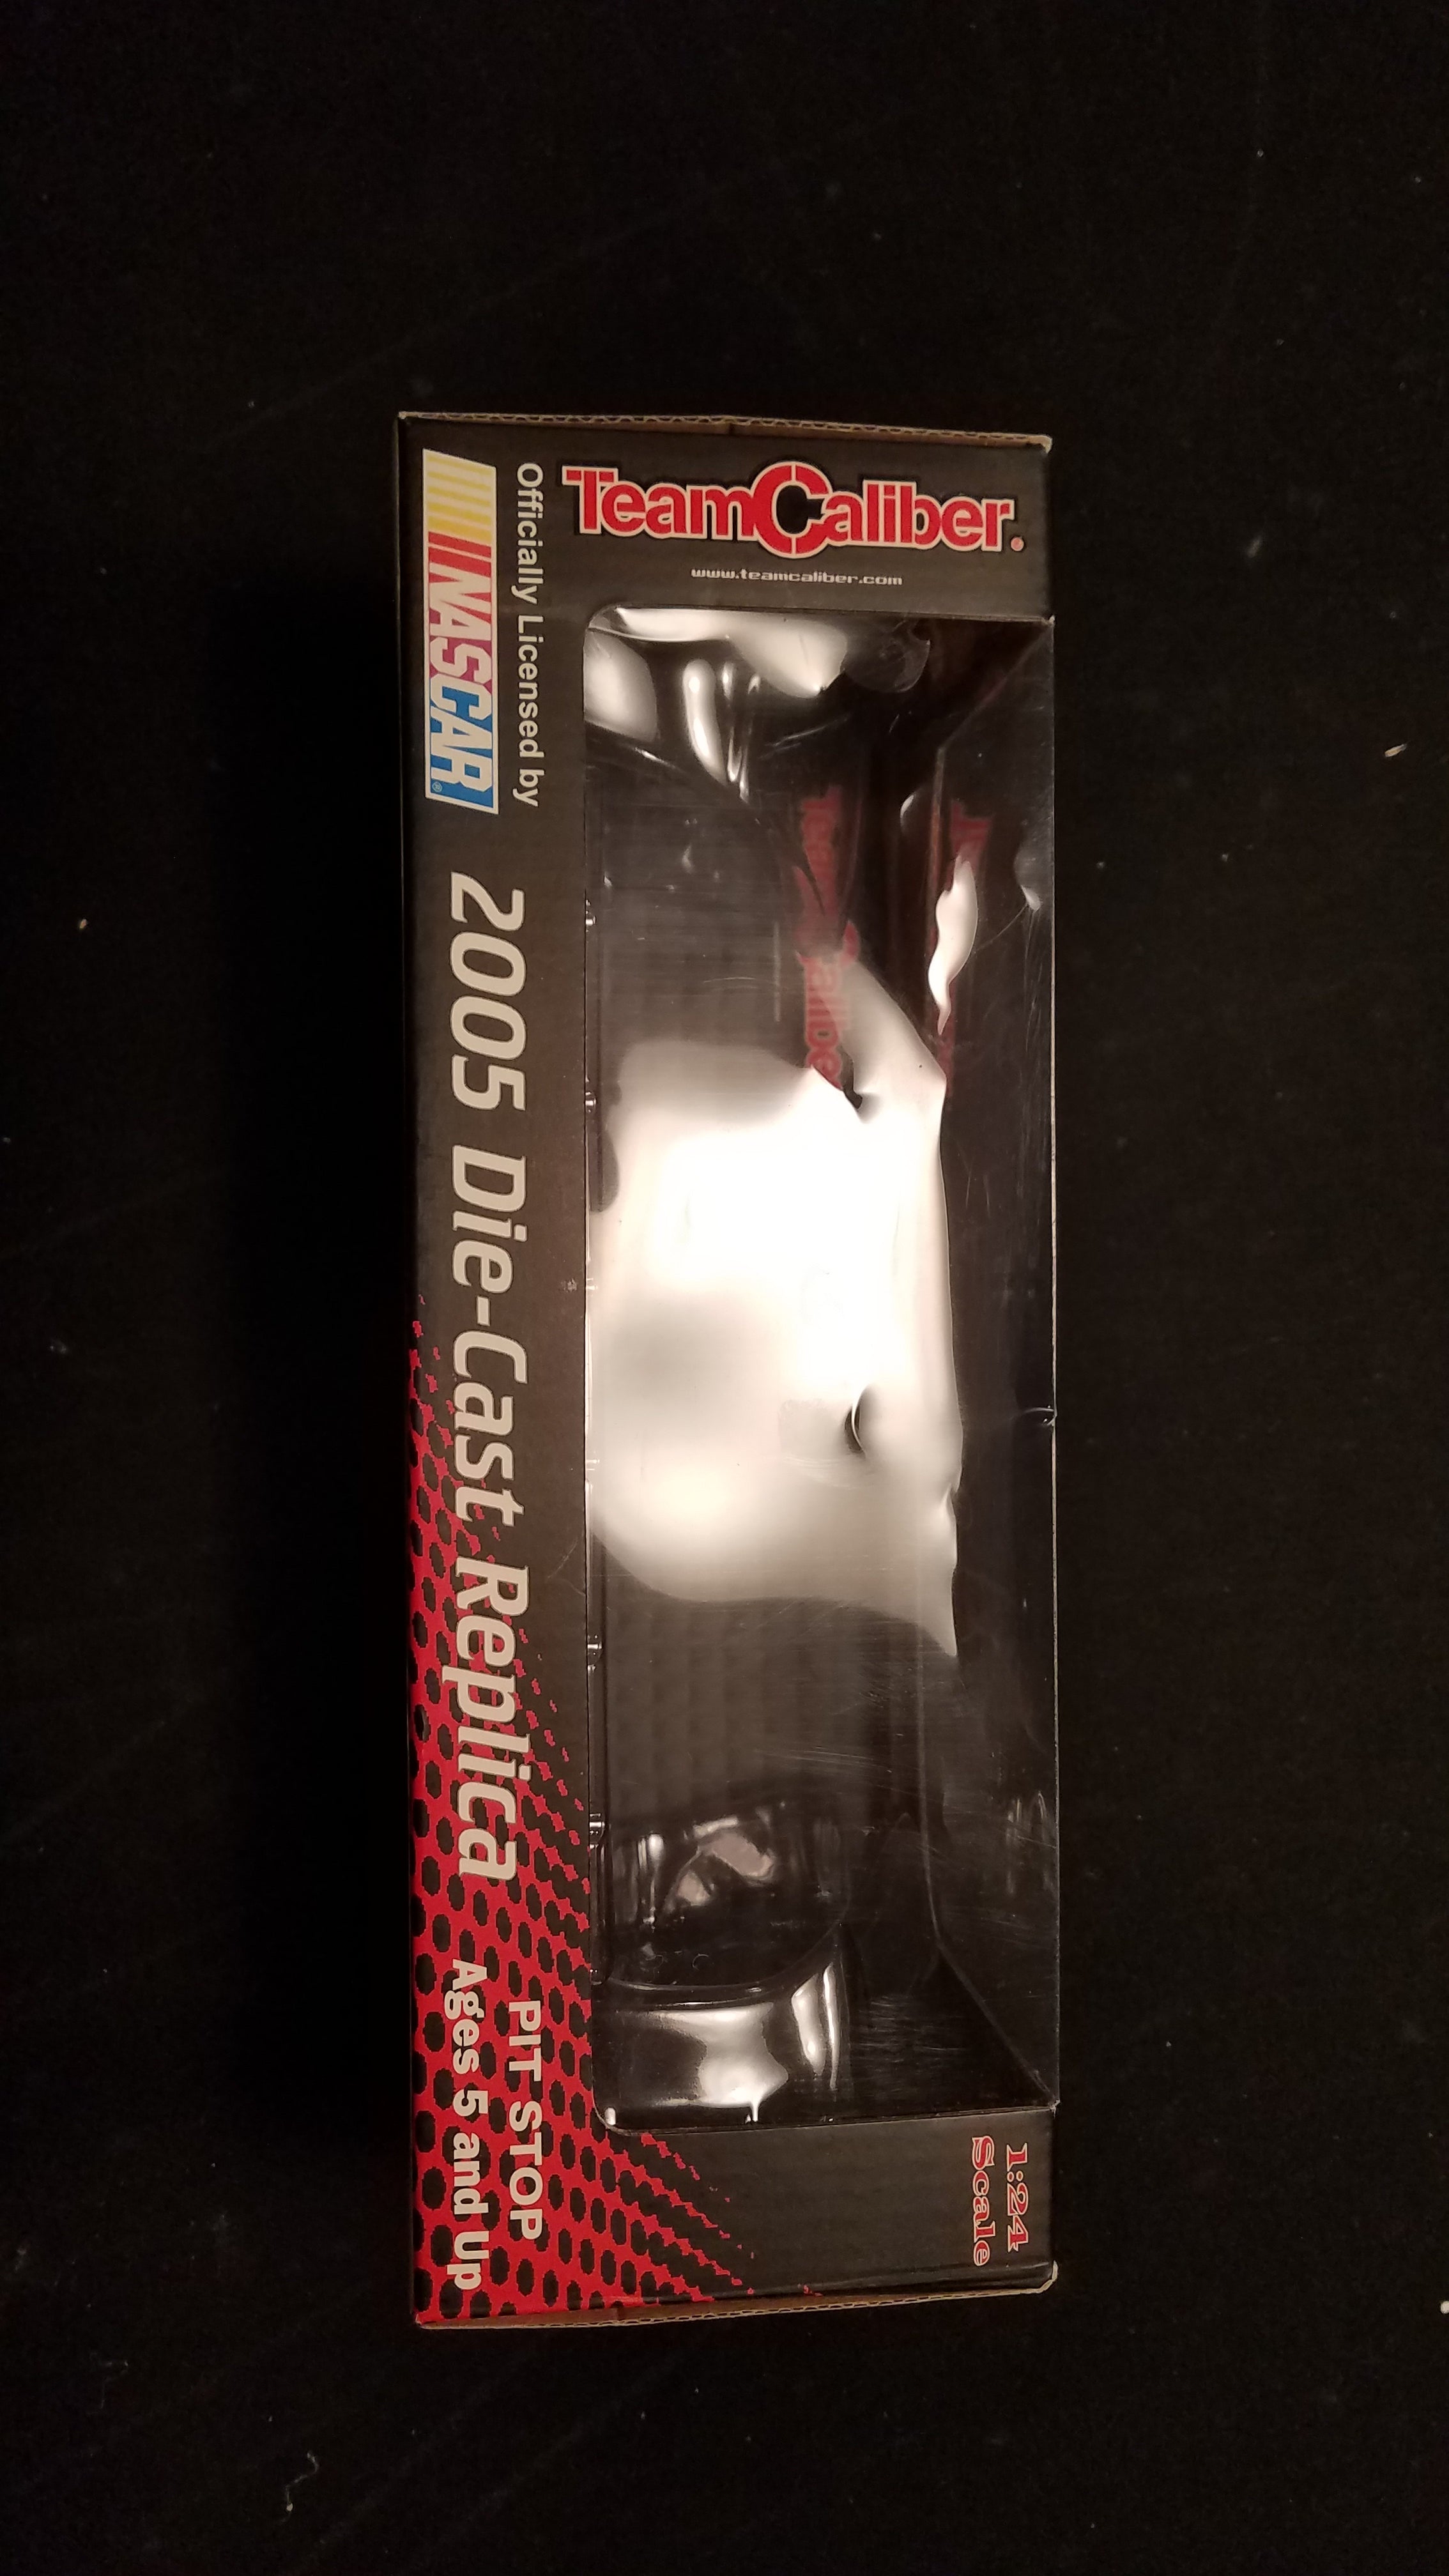 TeamCaliber.
www.teamcaliber.com
Officially Licensed by
NASCAR®
2005 Die-Cast Replica
PIT STOP
Ages 5 and Up
1:24
Scale